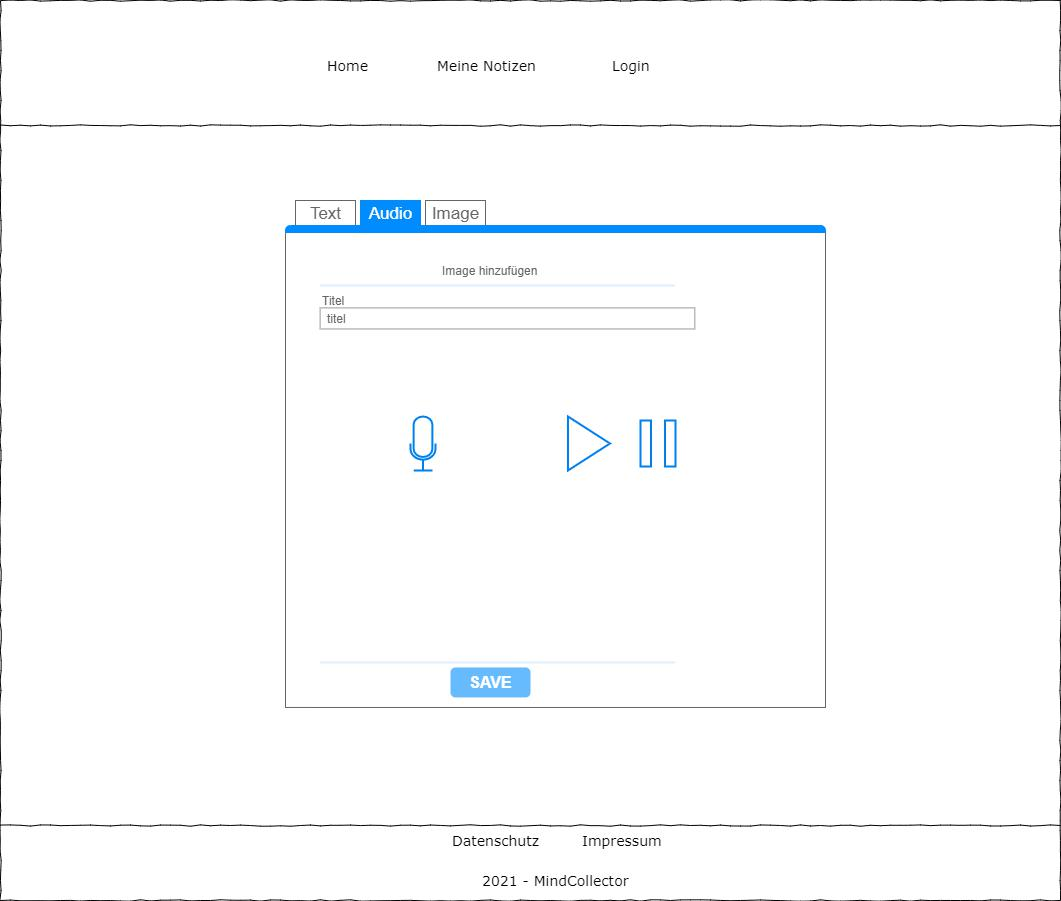 Home Meine Notizen Login
Text Audio Image
Image hinzufügen
Titel
titel
SAVE
Datenschutz Impressum
2021 - MindCollector